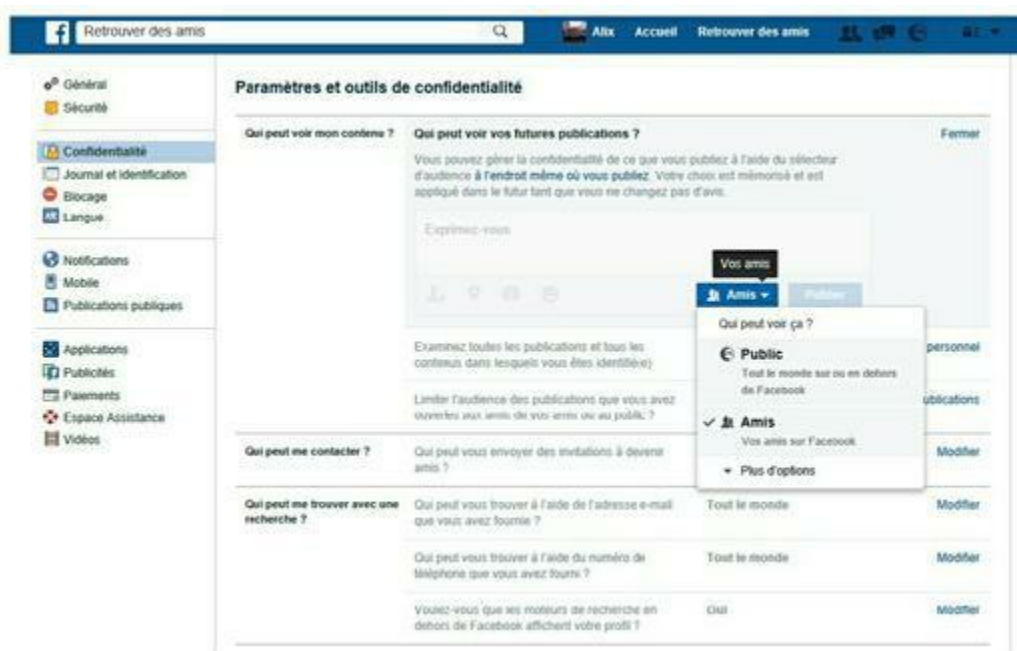 f Retrouver des amis
Alix Accueil Retrouver des amis
Général
Sécurité
Confidentialité
Journal et identification
Blocage
Langue
Notifications
Mobile
Publications publiques
Applications
Publicités
Paiements
Espace Assistance
Vidéos
Paramètres et outils de confidentialité
Qui peut voir mon contenu ?
Qui peut voir vos futures publications ?
Fermer
Vous pouvez gérer la confidentialité de ce que vous publiez à l'aide du sélecteur
d'audience à l'endroit même où vous publiez. Votre choix est mémorisé et est
appliqué dans le futur tant que vous ne changez pas d'avis.
Exprimez-vous
Vos amis
Amis
Publier
Qui peut voir ça ?
Public
Tout le monde sur ou en dehors
de Facebook
Amis
Vos amis sur Facebook
Plus d'options
Examinez toutes les publications et tous les
contenus dans lesquels vous êtes identifié(e)
personnel
Limiter l'audience des publications que vous avez
ouvertes aux amis de vos amis ou au public ?
ublications
Qui peut me contacter ?
Qui peut vous envoyer des invitations à devenir
amis ?
Modifier
Qui peut me trouver avec une
recherche ?
Qui peut vous trouver à l'aide de l'adresse e-mail
que vous avez fournie ?
Tout le monde
Modifier
Qui peut vous trouver à l'aide du numéro de
téléphone que vous avez fourni ?
Tout le monde
Modifier
Voulez-vous que les moteurs de recherche en
dehors de Facebook affichent votre profil ?
Oui
Modifier